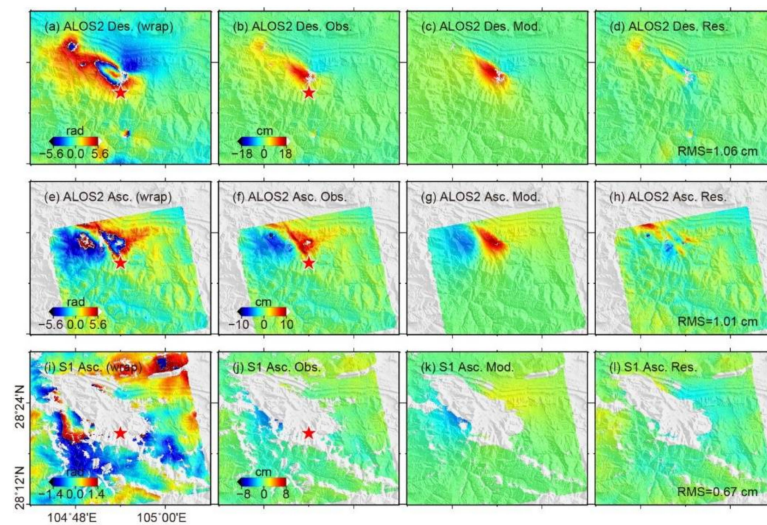 (a) ALOS2 Des. (wrap)
(b) ALOS2 Des. Obs.
(c) ALOS2 Des. Mod.
(d) ALOS2 Des. Res.
rad
−5.6 0.0 5.6
cm
−18 0 18
RMS=1.06 cm
(e) ALOS2 Asc. (wrap)
(f) ALOS2 Asc. Obs.
(g) ALOS2 Asc. Mod.
(h) ALOS2 Asc. Res.
rad
−5.6 0.0 5.6
cm
−10 0 10
RMS=1.01 cm
(i) S1 Asc. (wrap)
(j) S1 Asc. Obs.
(k) S1 Asc. Mod.
(l) S1 Asc. Res.
28°24'N
rad
−1.4 0.0 1.4
cm
−8 0 8
RMS=0.67 cm
28°12'N
104°48'E 105°00'E